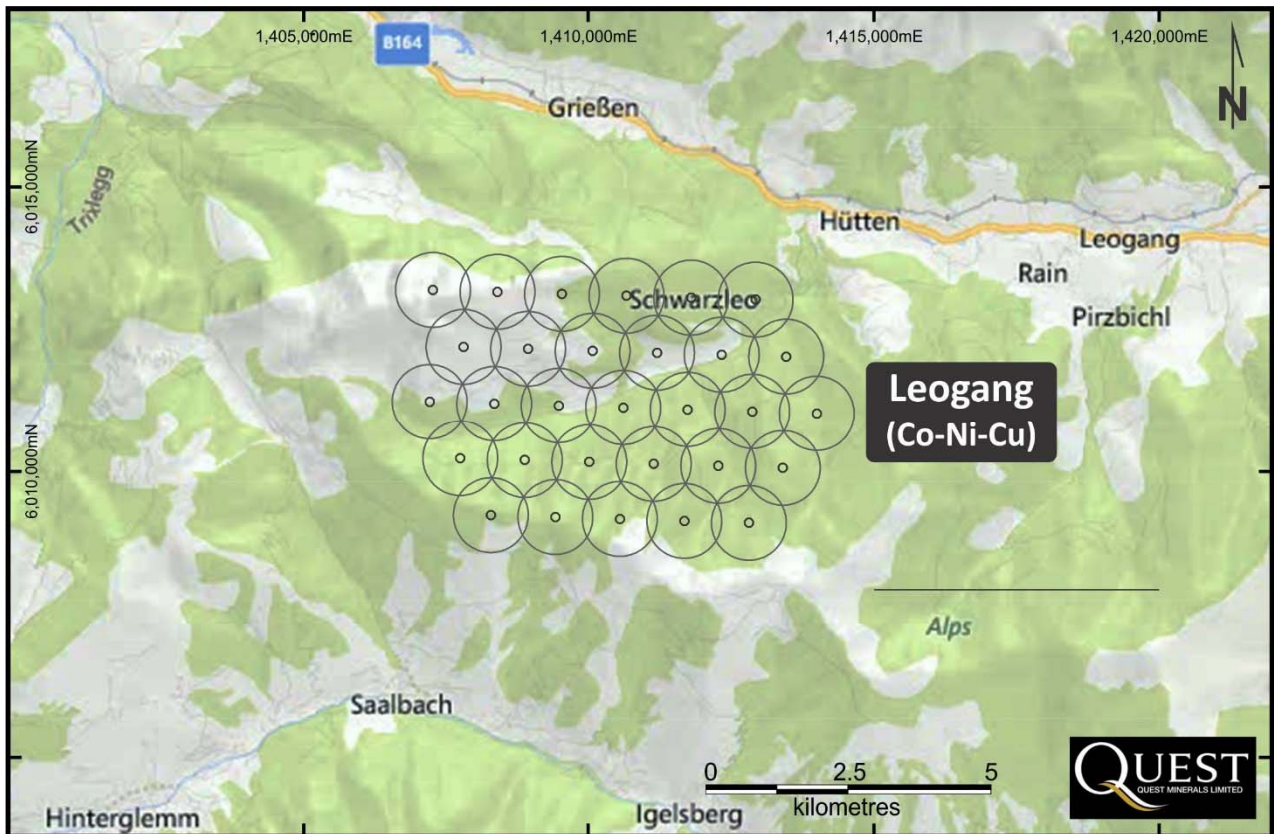 1,405,000mE
1,410,000mE
1,415,000mE
1,420,000mE
B164
N
Grießen
6,015,000mN
Trixlegg
Hütten
Leogang
Rain
Schwarzleo
Pirzbichl
Leogang
(Co-Ni-Cu)
6,010,000mN
Alps
Saalbach
0 2.5 5
kilometres
QUEST
QUEST MINERALS LIMITED
Hinterglemm
Igelsberg